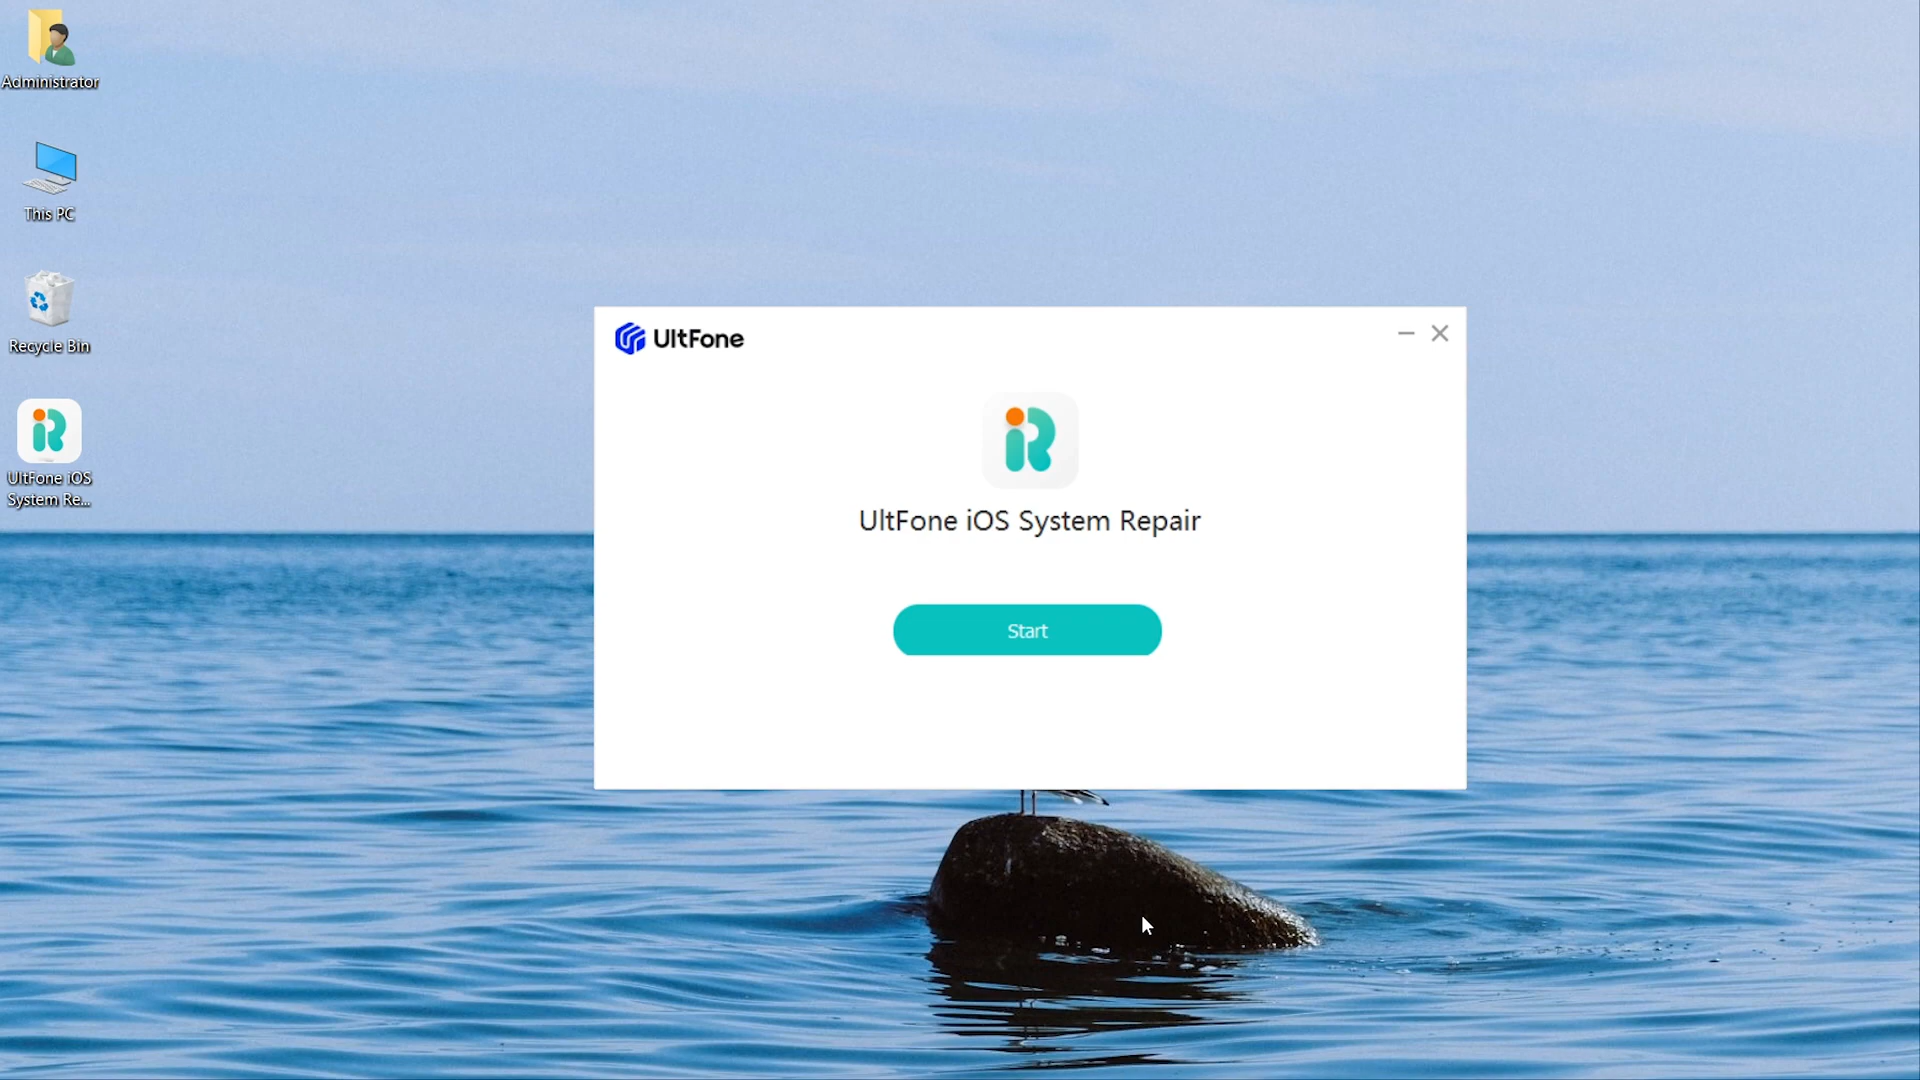 Administrator
This PC
Recycle Bin
UltFone iOS
System Re...
UltFone
UltFone iOS System Repair
Start